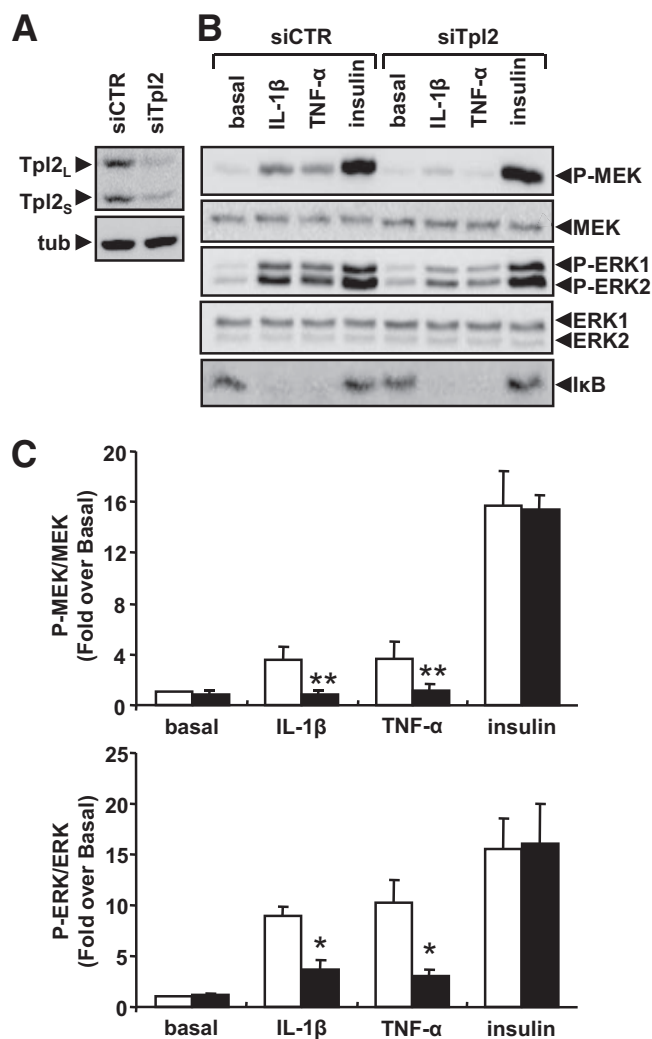 A
siCTR
siTpl2
Tpl2L
Tpl2S
tub
B
siCTR siTpl2
basal IL-1β TNF-α insulin basal IL-1β TNF-α insulin
P-MEK
MEK
P-ERK1
P-ERK2
ERK1
ERK2
IκB
C
P-MEK/MEK
(Fold over Basal)
20
16
12
8
4
0
** **
basal IL-1β TNF-α insulin
P-ERK/ERK
(Fold over Basal)
25
20
15
10
5
0
* *
basal IL-1β TNF-α insulin